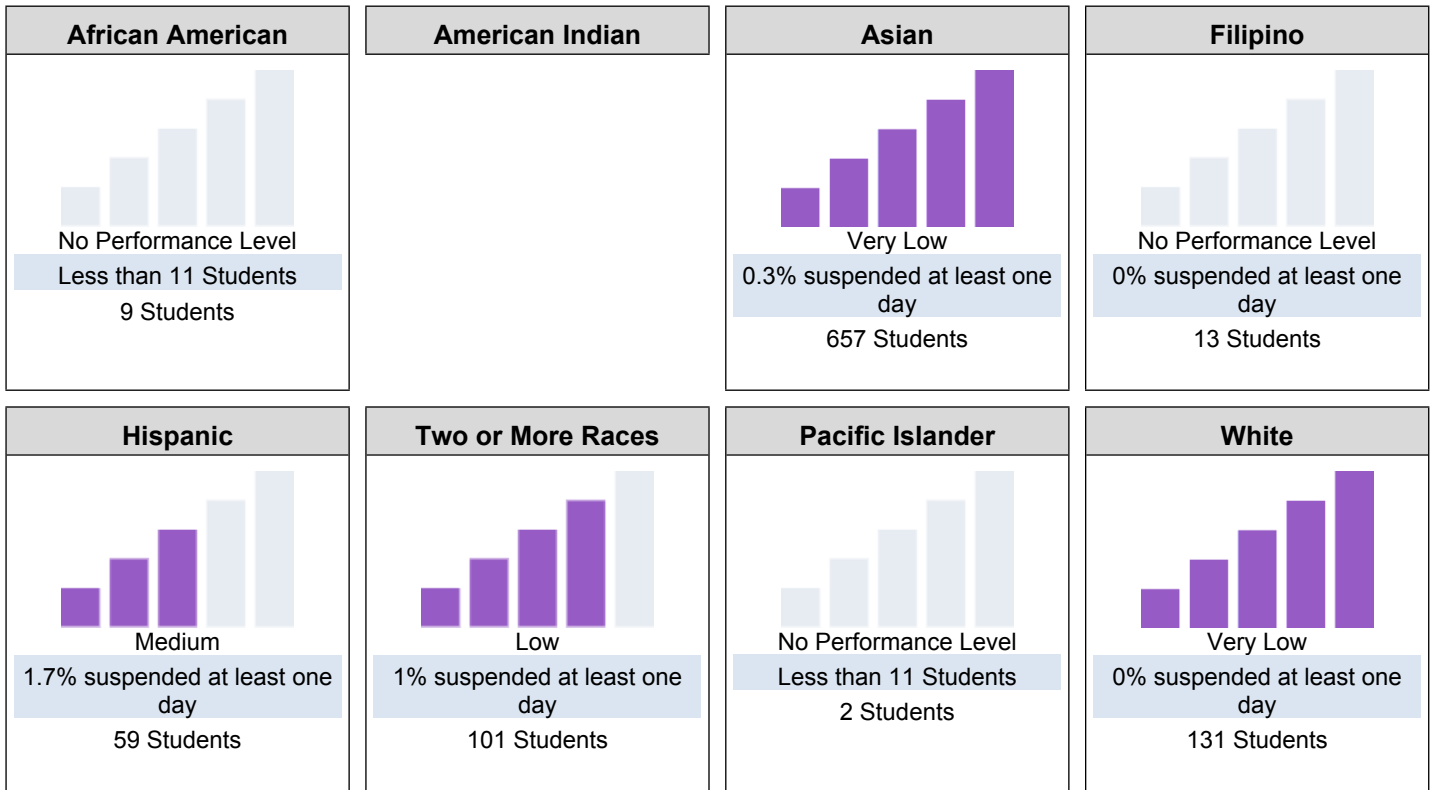 African American
No Performance Level
Less than 11 Students
9 Students
American Indian
Asian
Very Low
0.3% suspended at least one
day
657 Students
Filipino
No Performance Level
0% suspended at least one
day
13 Students
Hispanic
Medium
1.7% suspended at least one
day
59 Students
Two or More Races
Low
1% suspended at least one
day
101 Students
Pacific Islander
No Performance Level
Less than 11 Students
2 Students
White
Very Low
0% suspended at least one
day
131 Students